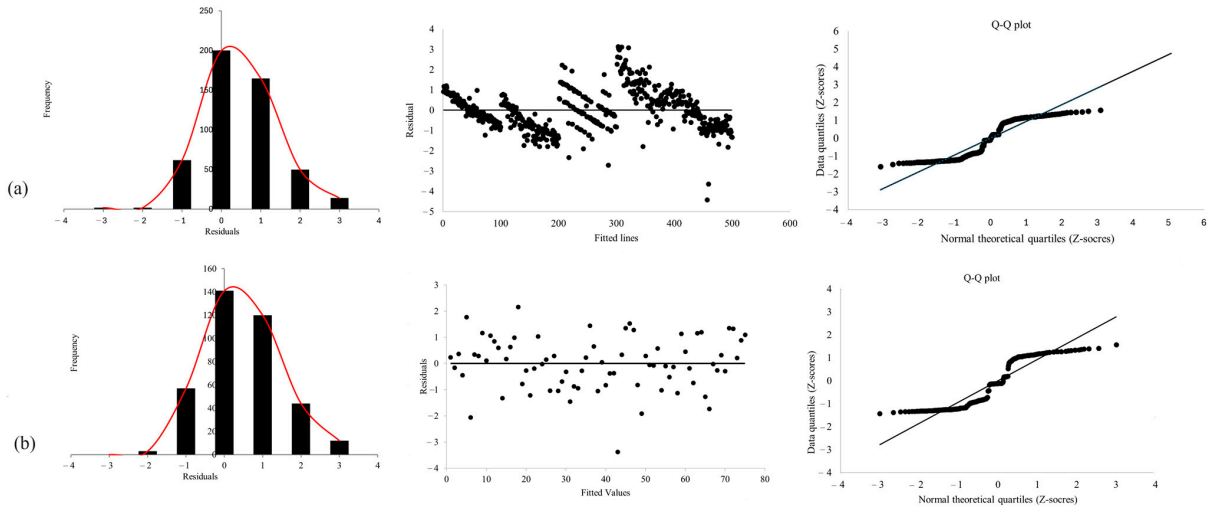 (a)
Frequency
250
200
150
100
50
0
– 4 – 3 – 2 – 1 0 1 2 3 4
Residuals
Residual
4
3
2
1
0
– 1
– 2
– 3
– 4
– 5
0 100 200 300 400 500 600
Fitted lines
Q-Q plot
Data quantiles (Z-scores)
6
5
4
3
2
1
0
– 1
– 2
– 3
– 4
– 4 – 2 0 2 4 6
Normal theoretical quartiles (Z-socres)
(b)
Frequency
160
140
120
100
80
60
40
20
0
– 4 – 3 – 2 – 1 0 1 2 3 4
Residuals
Residuals
3
2
1
0
– 1
– 2
– 3
– 4
0 10 20 30 40 50 60 70 80
Fitted Values
Q-Q plot
Data quantiles (Z-scores)
4
3
2
1
0
– 1
– 2
– 3
– 4
– 4 – 3 – 2 – 1 0 1 2 3 4
Normal theoretical quartiles (Z-socres)